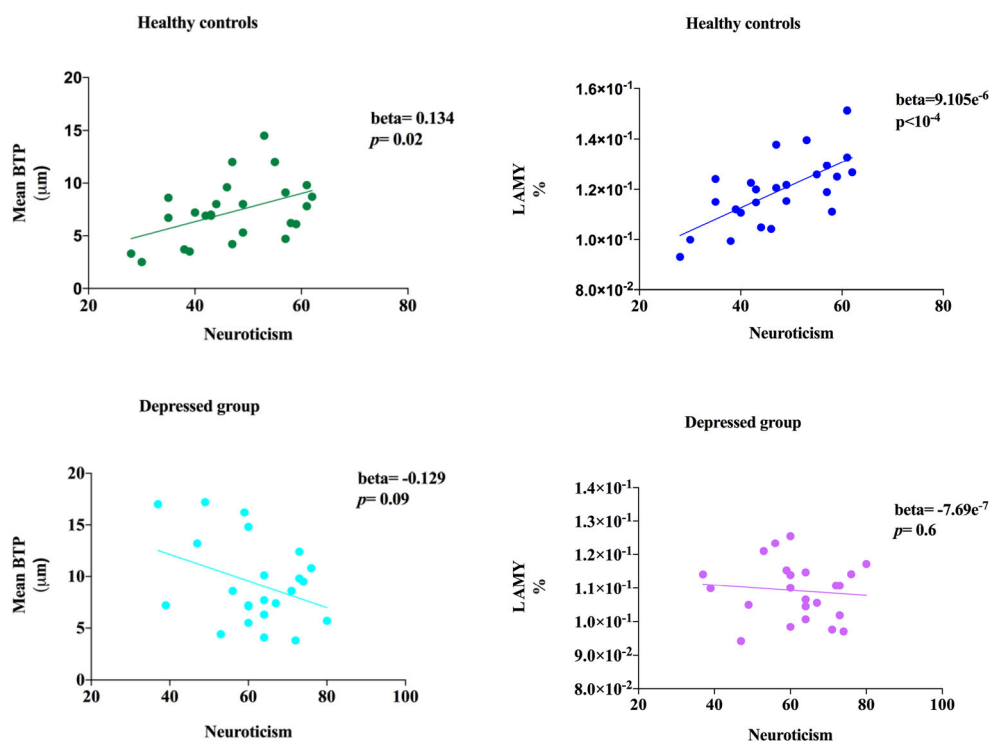 Healthy controls
20
15
10
5
0
Mean BTP
(μm)
beta= 0.134
p= 0.02
20 40 60 80
Neuroticism
Healthy controls
1.6×10⁻¹
1.4×10⁻¹
1.2×10⁻¹
1.0×10⁻¹
8.0×10⁻²
LAMY
%
beta=9.105e⁻⁶
p<10⁻⁴
20 40 60 80
Neuroticism
Depressed group
20
15
10
5
0
Mean BTP
(μm)
beta= -0.129
p= 0.09
20 40 60 80 100
Neuroticism
Depressed group
1.4×10⁻¹
1.3×10⁻¹
1.2×10⁻¹
1.1×10⁻¹
1.0×10⁻¹
9.0×10⁻²
8.0×10⁻²
LAMY
%
beta= -7.69e⁻⁷
p= 0.6
20 40 60 80 100
Neuroticism